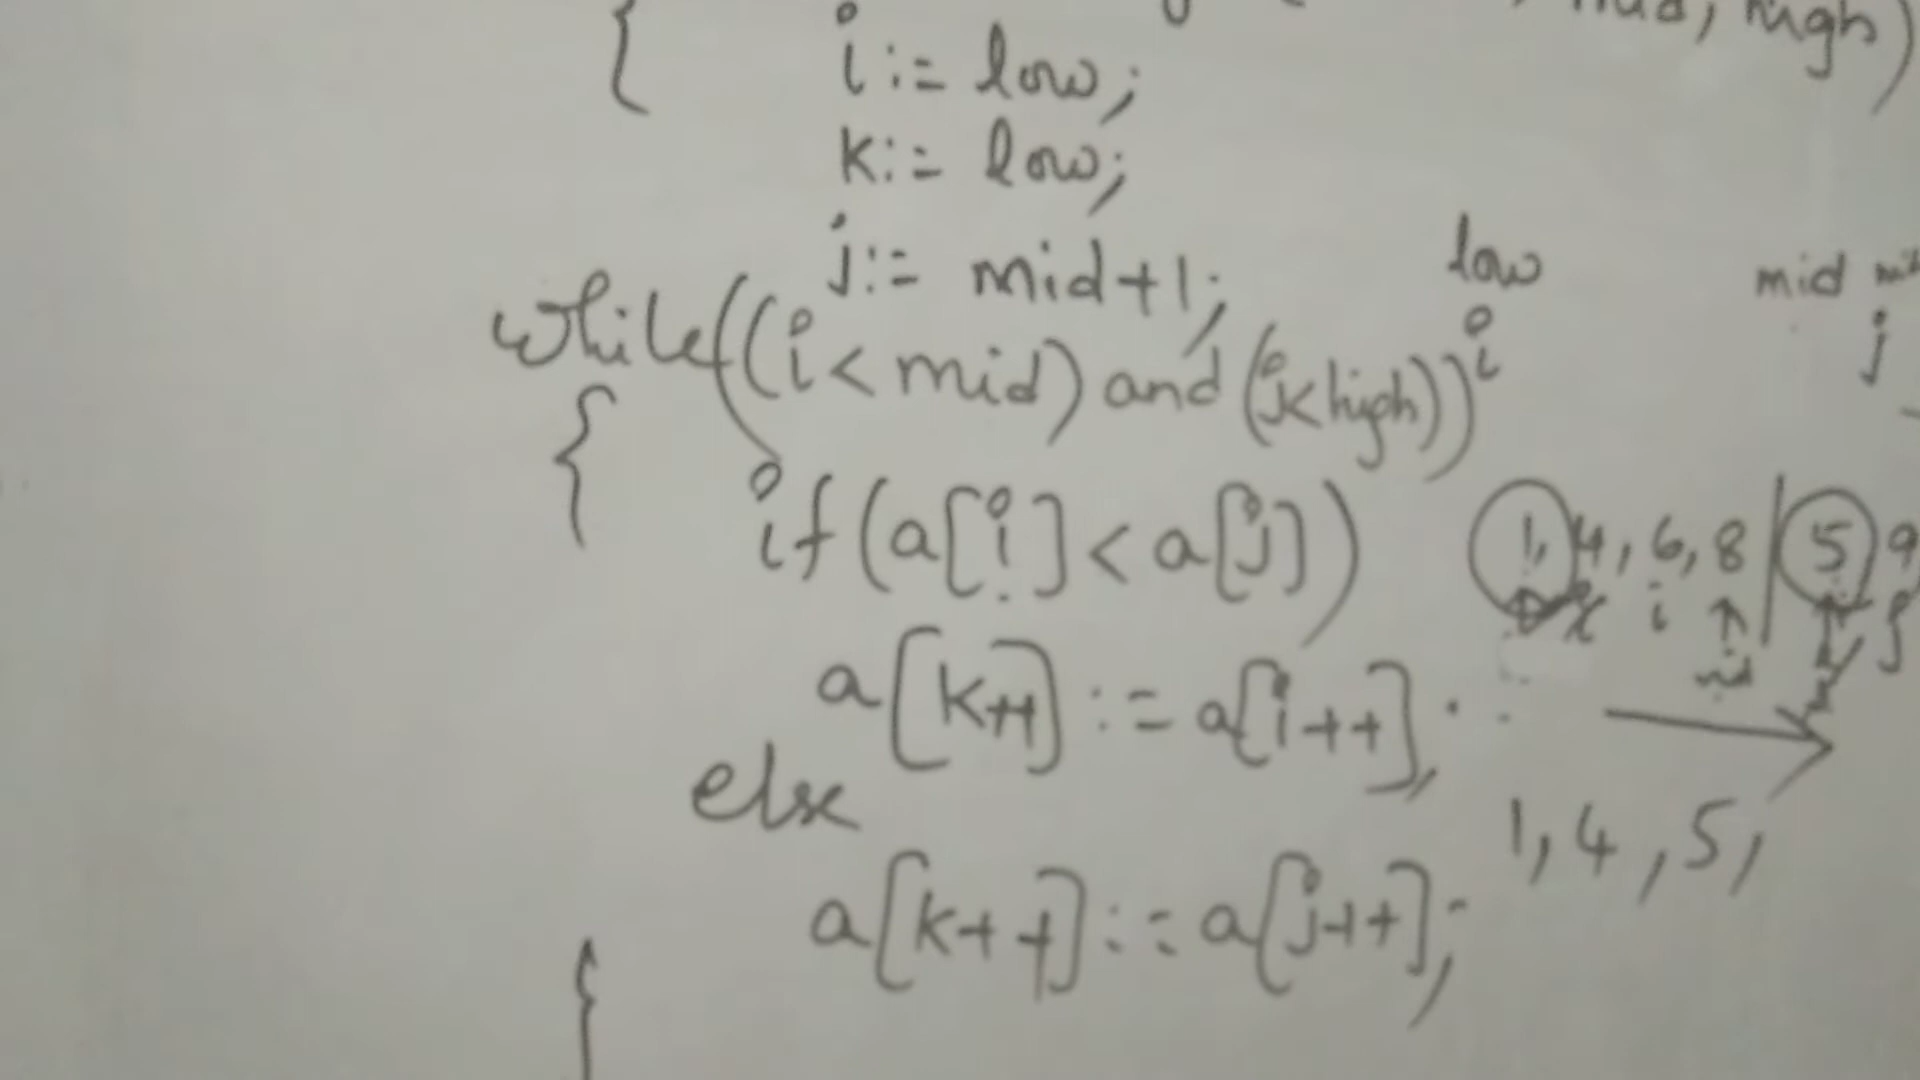 mid, high)
{ i := low;
k := low;
j := mid+1;
low
mid
i
j
while((i < mid) and (j < high))
{
if (a[i] < a[j])
1, 4, 6, 8 | 5 9
i
j
a[k++] := a[i++];
else
1, 4, 5,
a[k++] := a[j++];
}